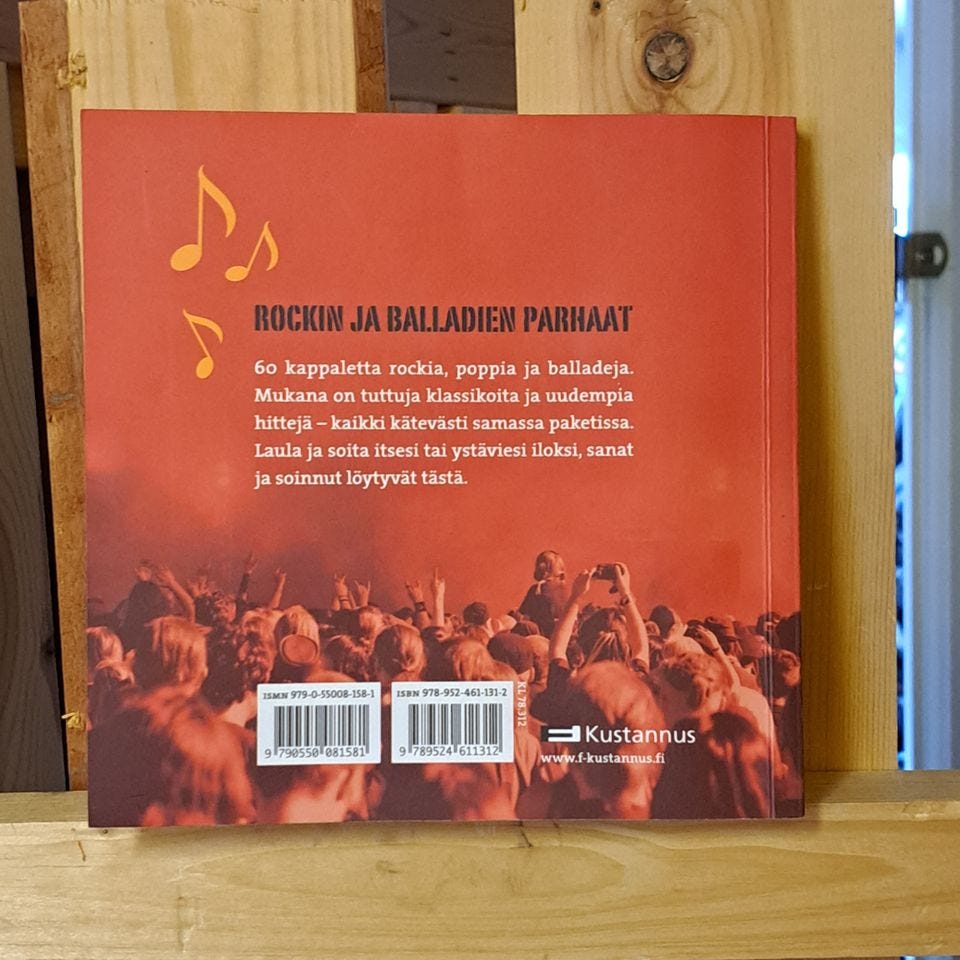 ROCKIN JA BALLADIEN PARHAAT
60 kappaletta rockia, poppia ja balladeja.
Mukana on tuttuja klassikoita ja uudempia
hittejä – kaikki kätevästi samassa paketissa.
Laula ja soita itsesi tai ystäviesi iloksi, sanat
ja soinnut löytyvät tästä.
ISMN 979-0-55008-158-1
9 790550 081581
ISBN 978-952-461-131-2
9 789524 611312
KL 78.312
Kustannus
www.f-kustannus.fi